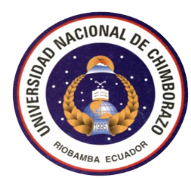 UNIVERSIDAD NACIONAL DE CHIMBORAZO
RIOBAMBA ECUADOR